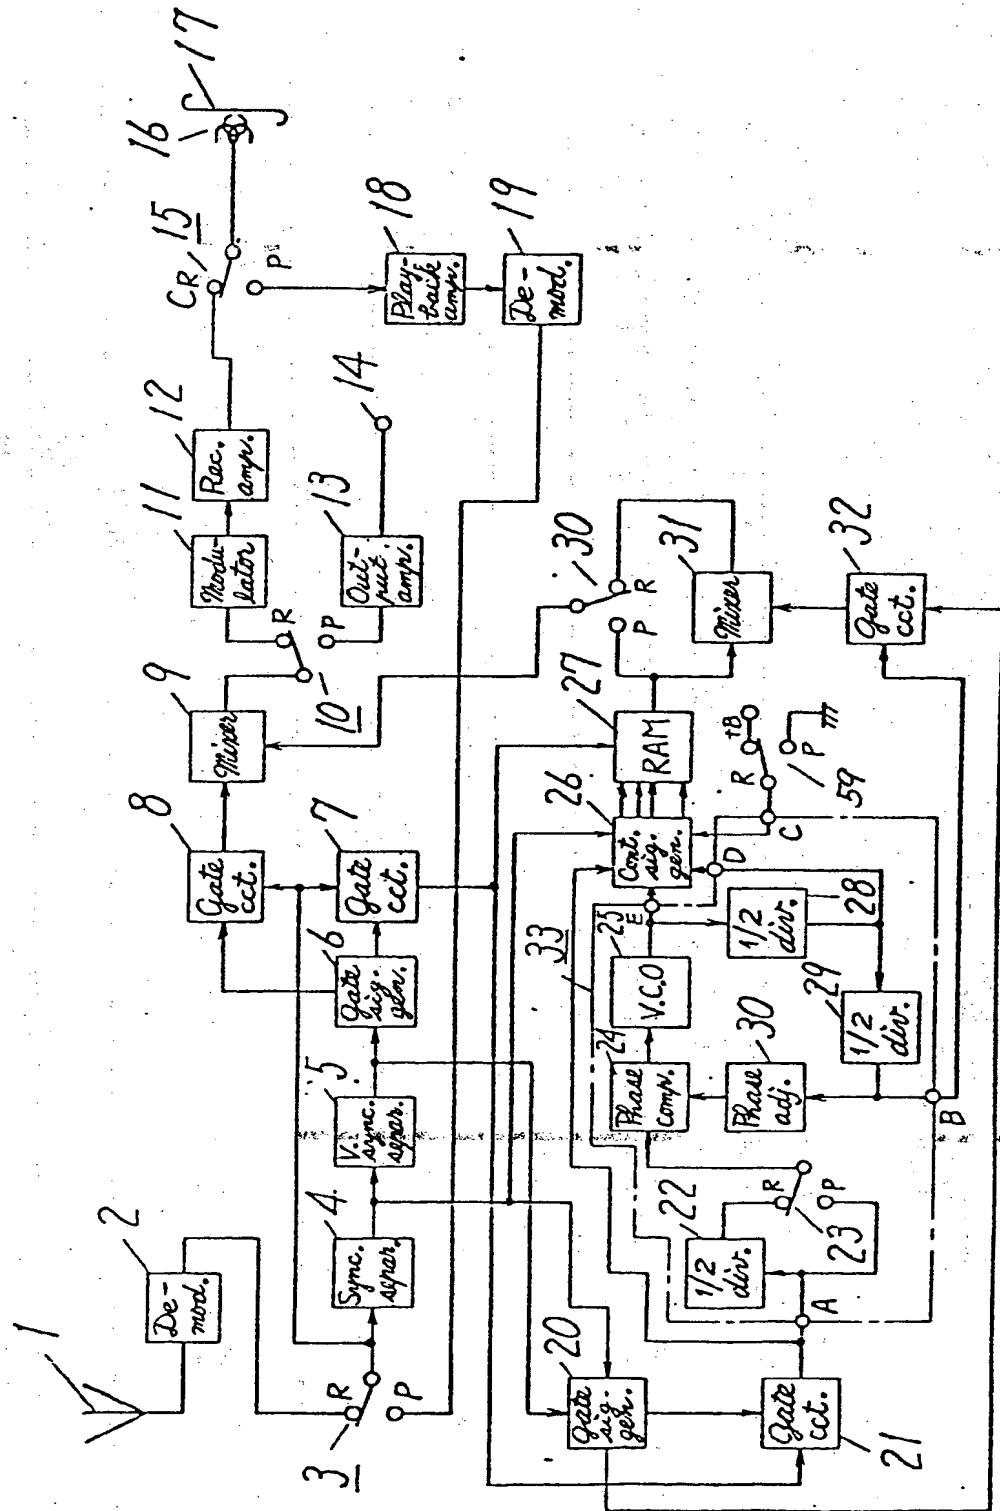 1
2
De-
mod.
3
R
P
4
Sync.
separ.
5
V.
sync.
separ.
6
Gate
sig.
gen.
7
Gate
cct.
8
Gate
cct.
9
Mixer
10
R
P
11
Modu-
lator
12
Rec.
amp.
13
Out-
put
amp.
14
15
C
R
P
16
17
18
Play-
back
amp.
19
De-
mod.
20
Gate
sig.
gen.
21
Gate
cct.
A
22
1/2
div.
23
R
P
24
Phase
comp.
25
V.C.O
E
33
30
Phase
adj.
29
1/2
div.
28
1/2
div.
B
D
C
26
Cont.
sig.
gen.
27
RAM
R
+B
P
59
30
P
R
31
Mixer
32
Gate
cct.